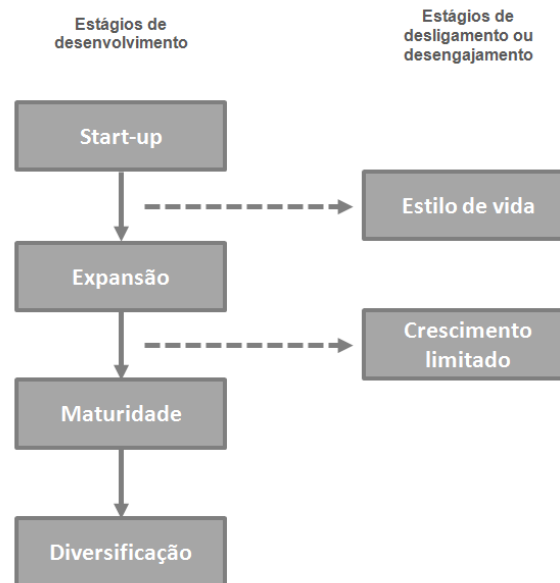 Estágios de
desenvolvimento
Estágios de
desligamento ou
desengajamento
Start-up
Estilo de vida
Expansão
Crescimento
limitado
Maturidade
Diversificação